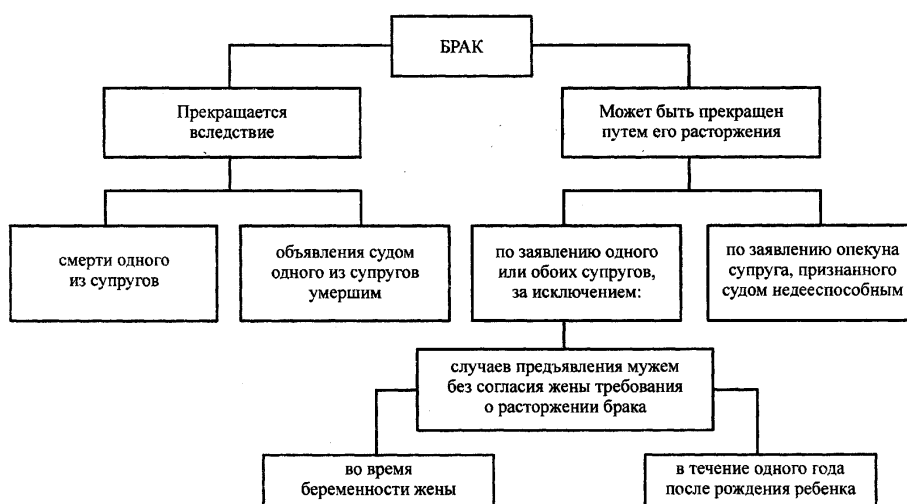 БРАК
Прекращается
вследствие
Может быть прекращен
путем его расторжения
смерти одного
из супругов
объявления судом
одного из супругов
умершим
по заявлению одного
или обоих супругов,
за исключением:
по заявлению опекуна
супруга, признанного
судом недееспособным
случаев предъявления мужем
без согласия жены требования
о расторжении брака
во время
беременности жены
в течение одного года
после рождения ребенка